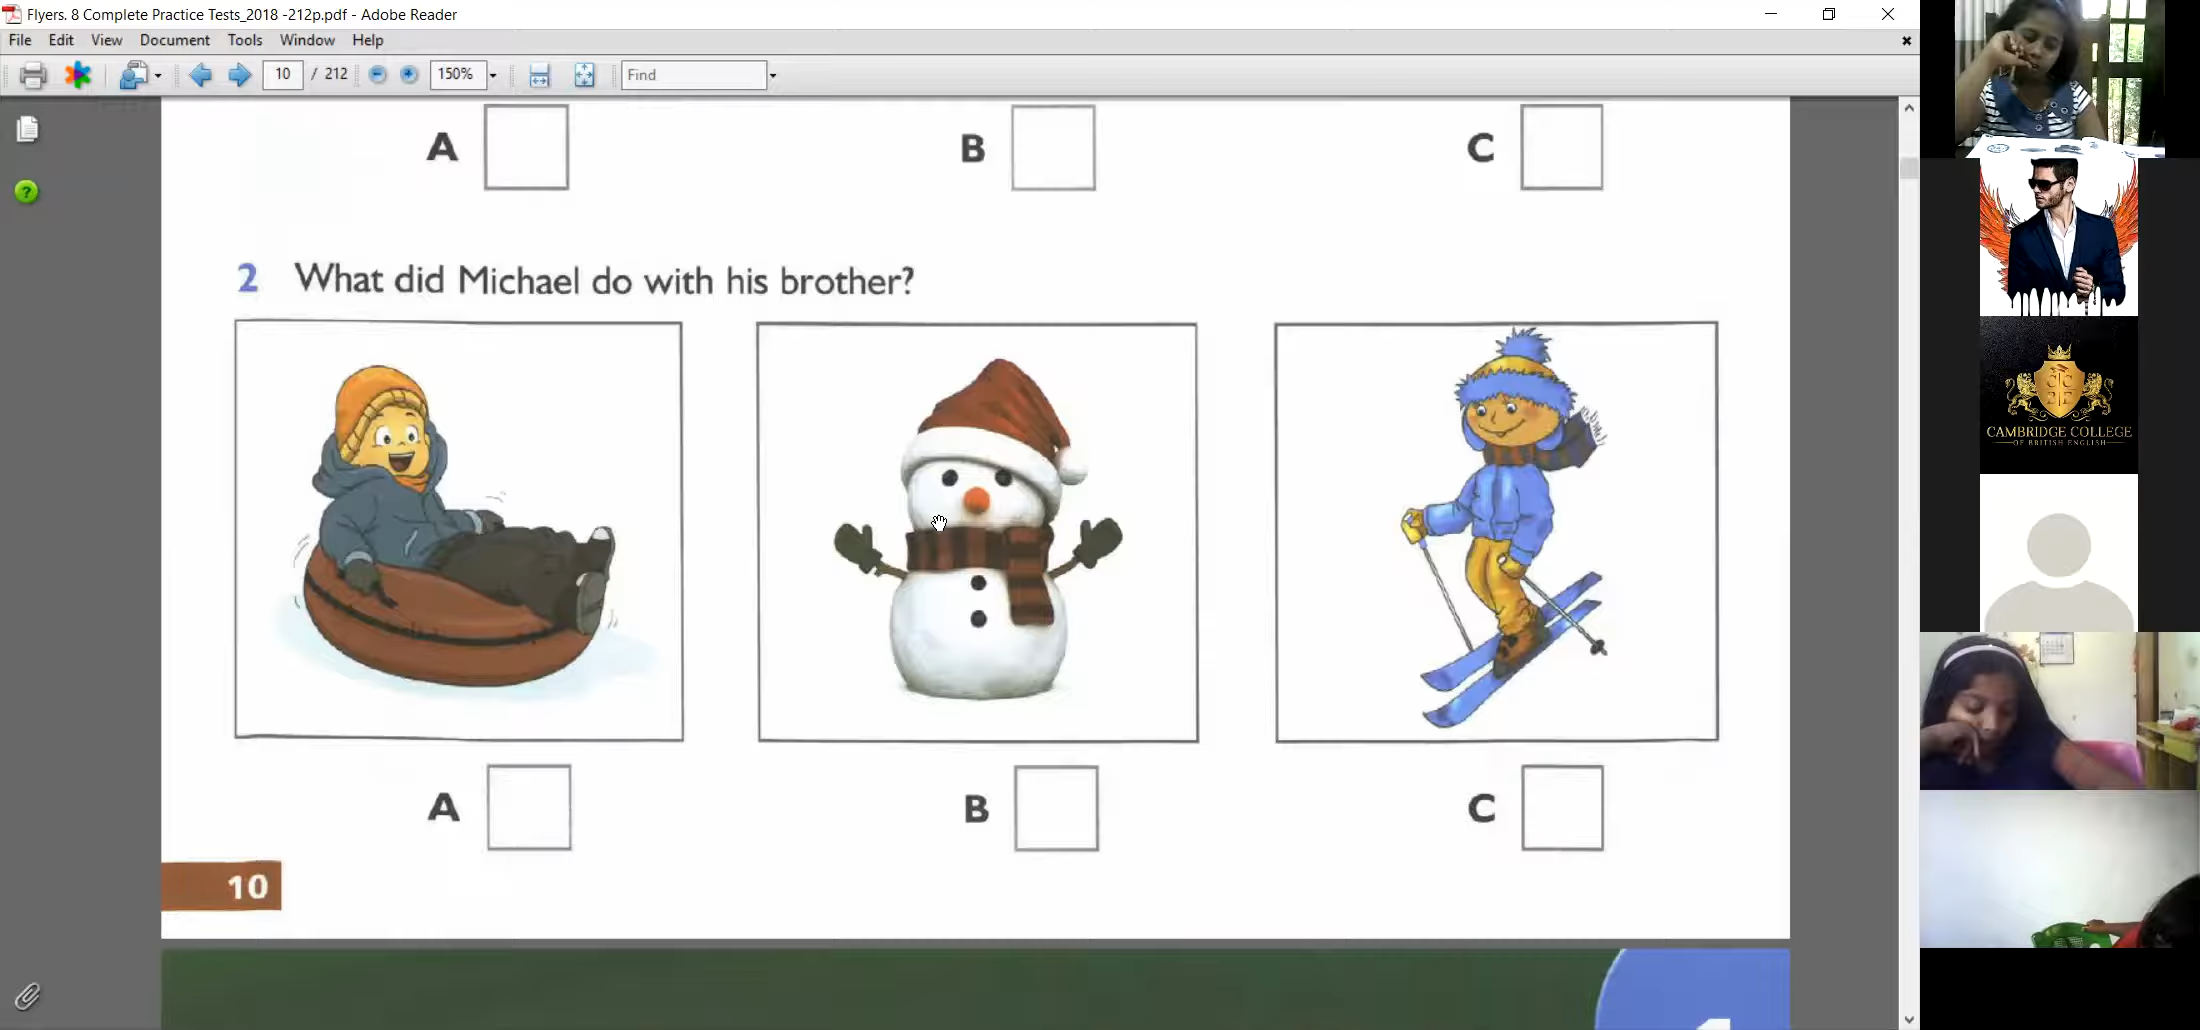 Flyers. 8 Complete Practice Tests_2018 -212p.pdf - Adobe Reader
File Edit View Document Tools Window Help
10 / 212 150% Find
A B C
2 What did Michael do with his brother?
CAMBRIDGE COLLEGE
OF BRITISH ENGLISH
A B C
10